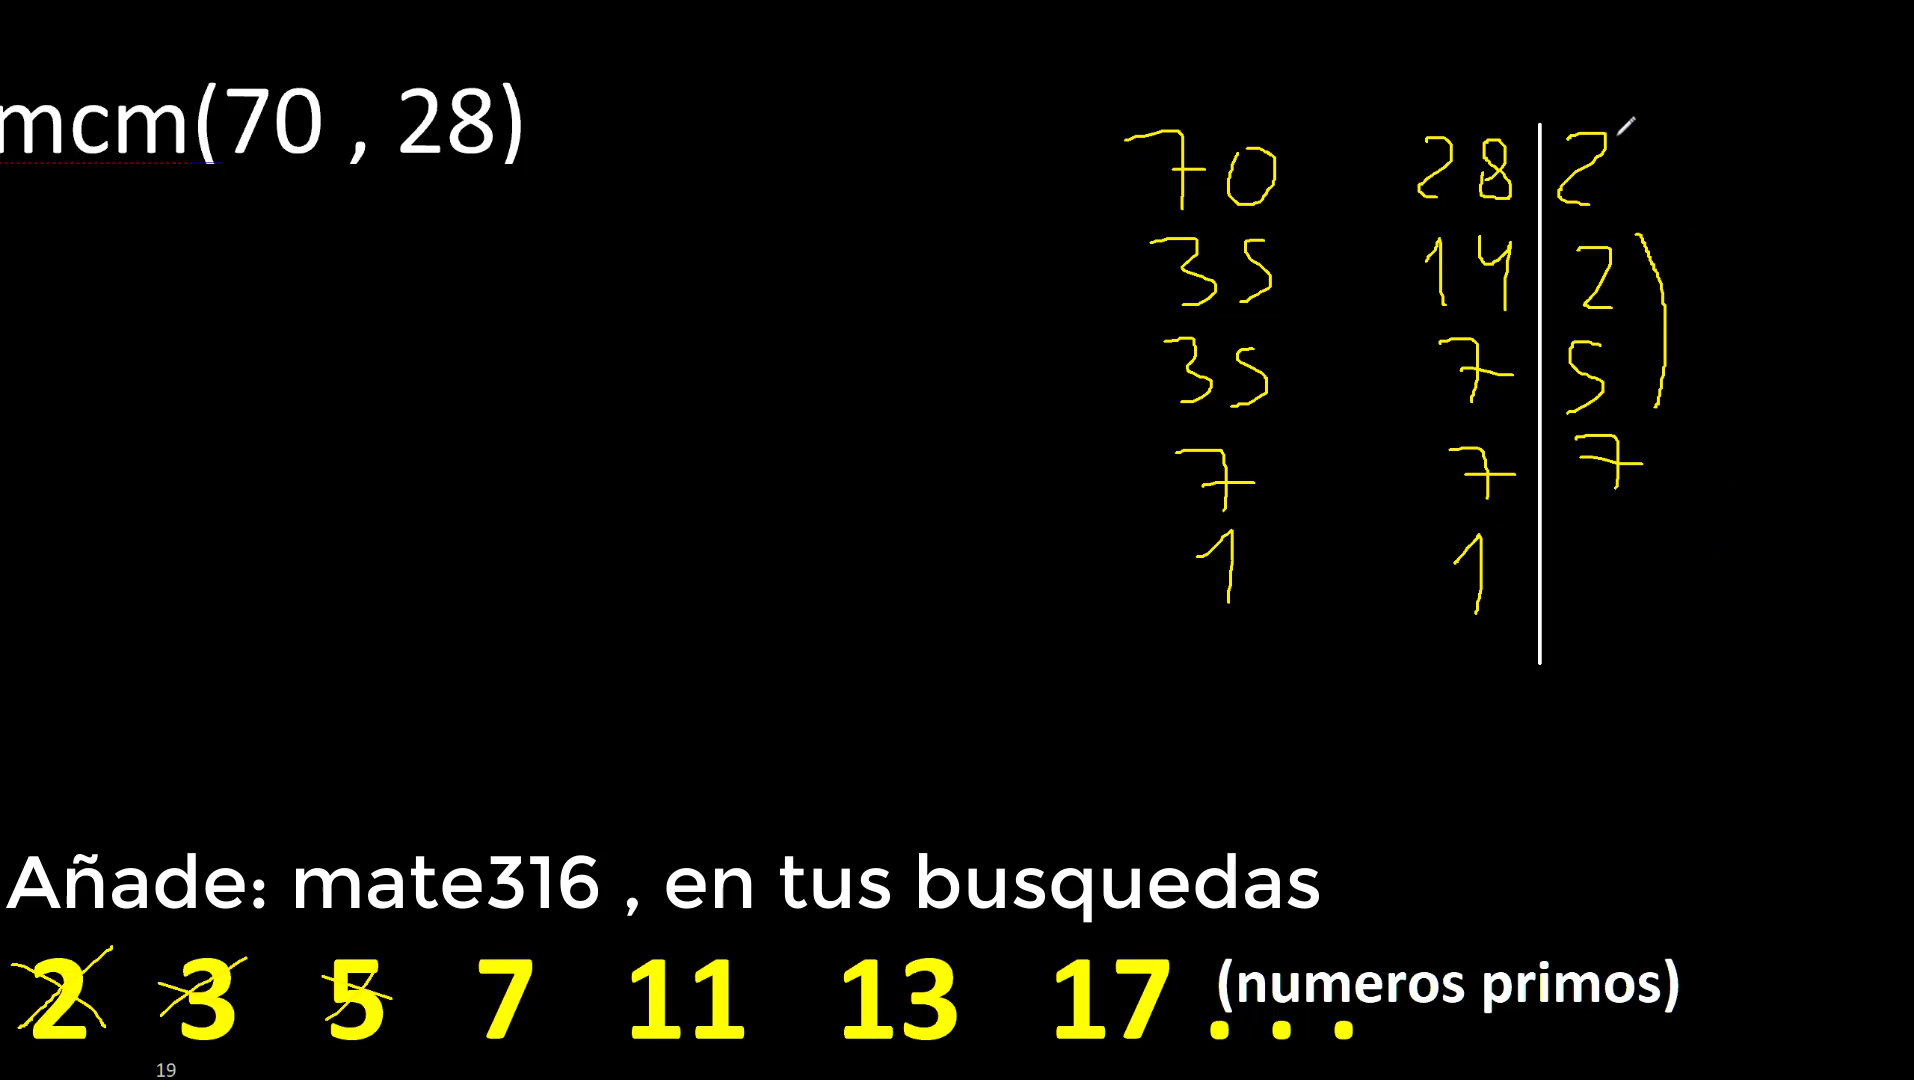 mcm(70 , 28)
70 28 2
35 14 2
35 7 5
7 7 7
1 1
Añade: mate316 , en tus busquedas
2 3 5 7 11 13 17 . . . (numeros primos)
19